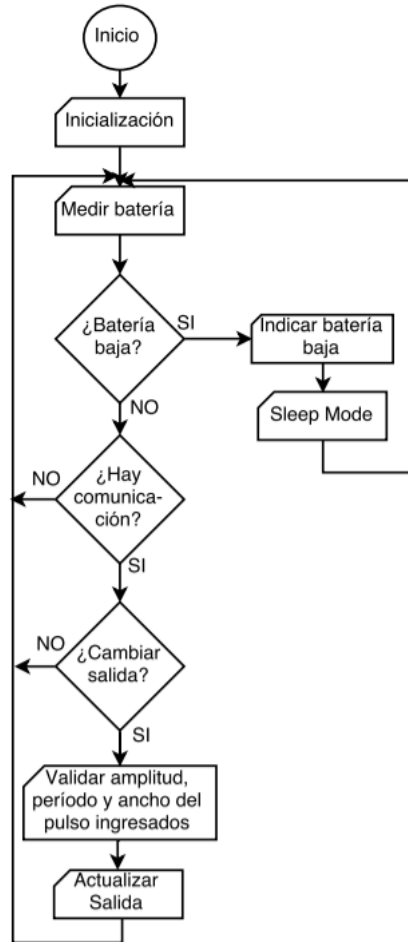 Inicio
Inicialización
Medir batería
¿Batería
baja?
SI
Indicar batería
baja
Sleep Mode
NO
¿Hay
comunica-
ción?
NO
SI
¿Cambiar
salida?
NO
SI
Validar amplitud,
período y ancho del
pulso ingresados
Actualizar
Salida